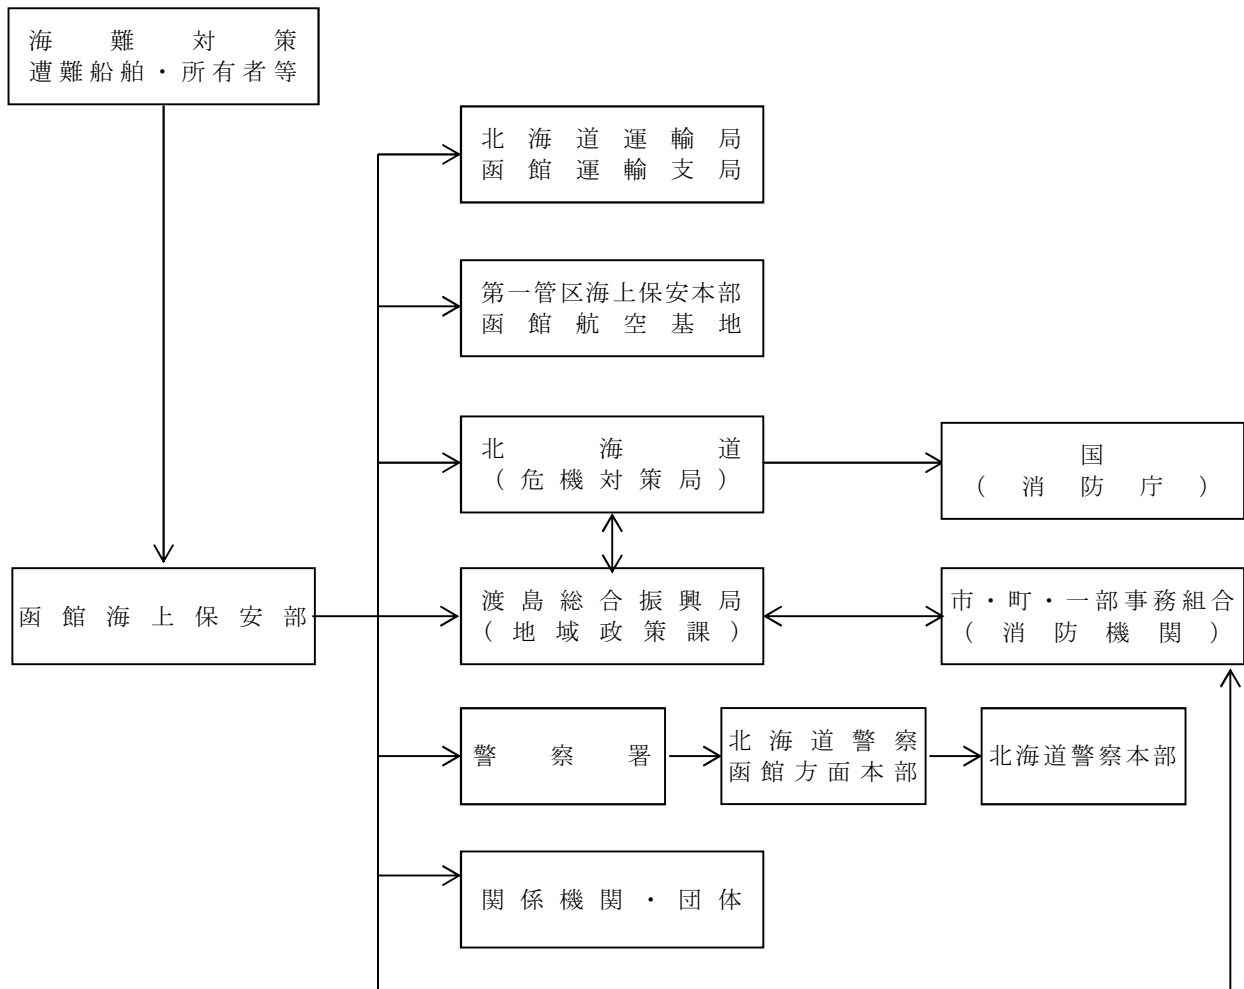 海難対策
遭難船舶・所有者等
北海道運輸局
函館運輸支局
第一管区海上保安本部
函館航空基地
北海道
(危機対策局)
国
(消防庁)
函館海上保安部
渡島総合振興局
(地域政策課)
市・町・一部事務組合
(消防機関)
警察署
北海道警察
函館方面本部
北海道警察本部
関係機関・団体